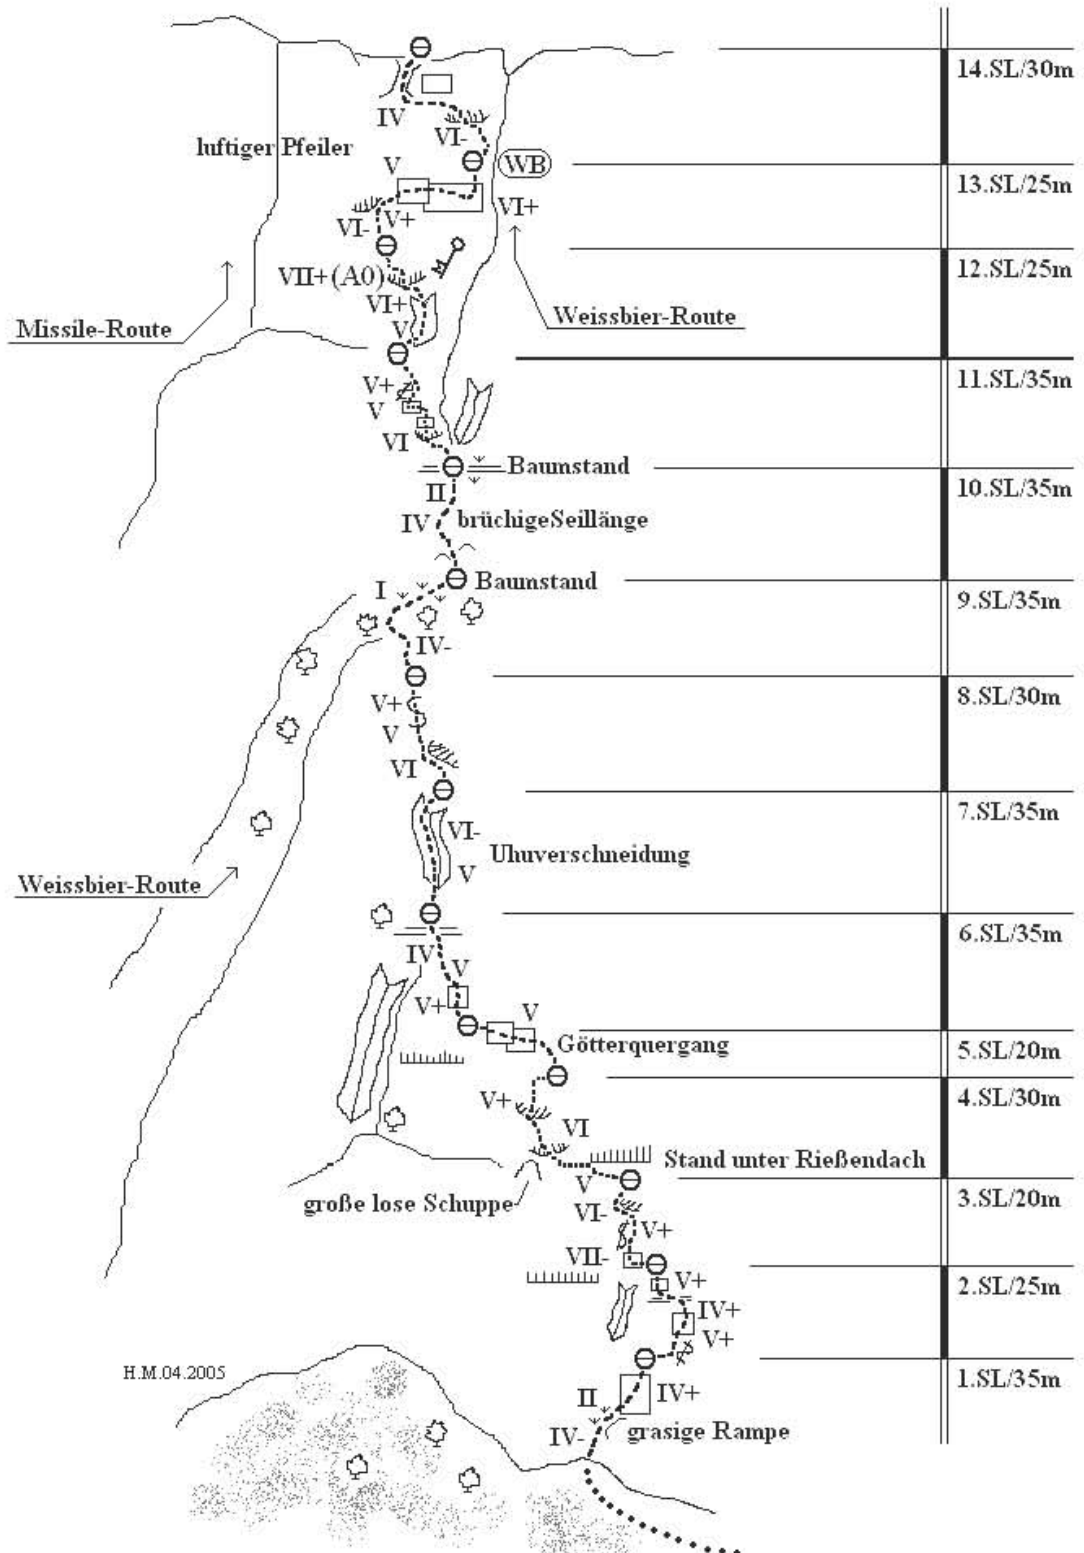 14.SL/30m
IV
VI-
luftiger Pfeiler
WB
V
13.SL/25m
VI+
V+
VI-
12.SL/25m
VII+(A0)
VI+
Missile-Route
Weissbier-Route
V
11.SL/35m
V+
V
VI
Baumstand
10.SL/35m
II
IV
brüchigeSeillänge
Baumstand
I
9.SL/35m
IV-
8.SL/30m
V+
V
VI
7.SL/35m
VI-
Uhuverschneidung
V
Weissbier-Route
6.SL/35m
IV
V
V+
V
Götterquergang
5.SL/20m
4.SL/30m
V+
VI
Stand unter Rießendach
V
3.SL/20m
große lose Schuppe
VI-
V+
VII-
V+
2.SL/25m
IV+
V+
H.M.04.2005
1.SL/35m
IV+
II
grasige Rampe
IV-